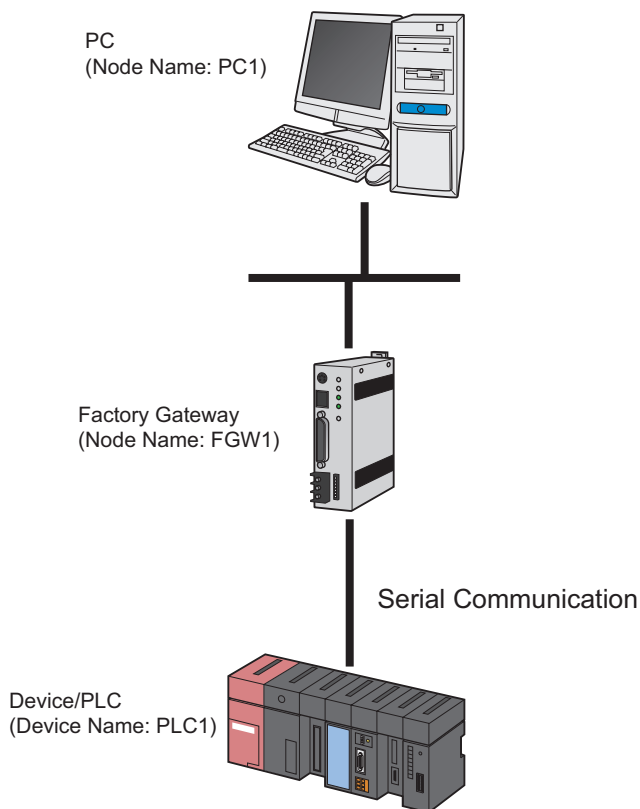 PC
(Node Name: PC1)
Factory Gateway
(Node Name: FGW1)
Serial Communication
Device/PLC
(Device Name: PLC1)